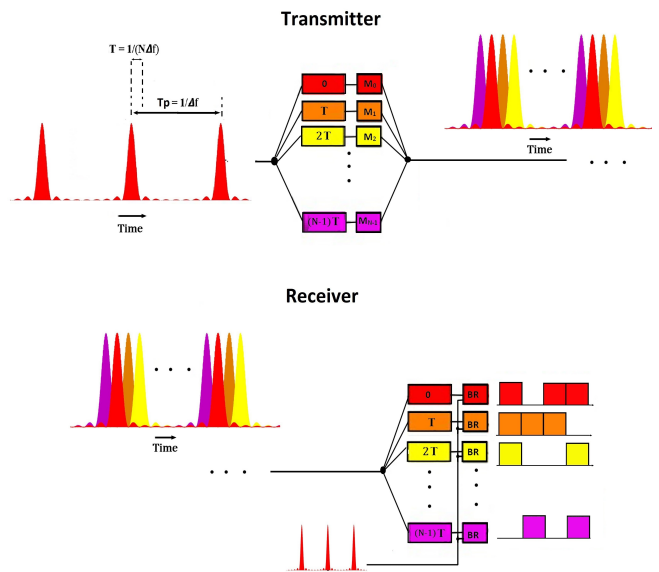 Transmitter
T = 1/(NΔf)
Tp = 1/Δf
Time
0 M₀
T M₁
2T M₂
(N-1) T M_N-1
Time
Receiver
Time
0 BR
T BR
2T BR
(N-1) T BR